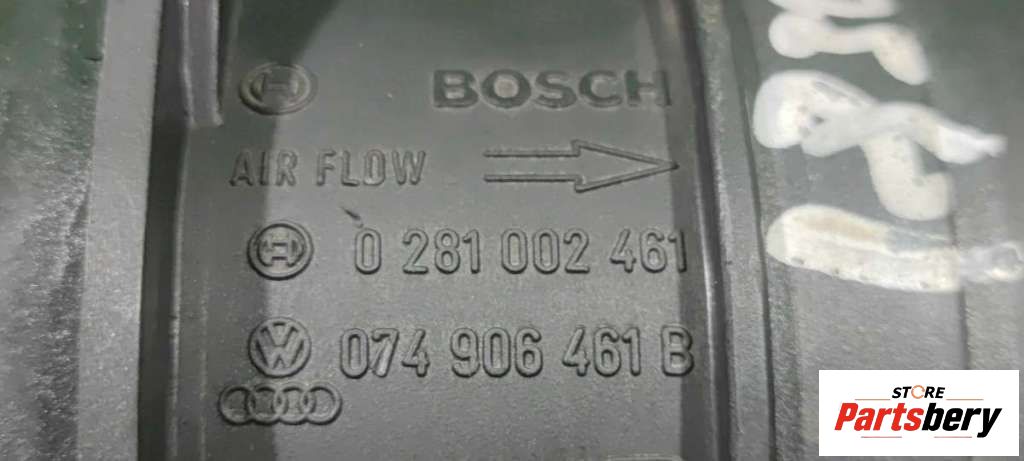 BOSCH
AIR FLOW
0 281 002 461
074 906 461 B
STORE
Partsbery